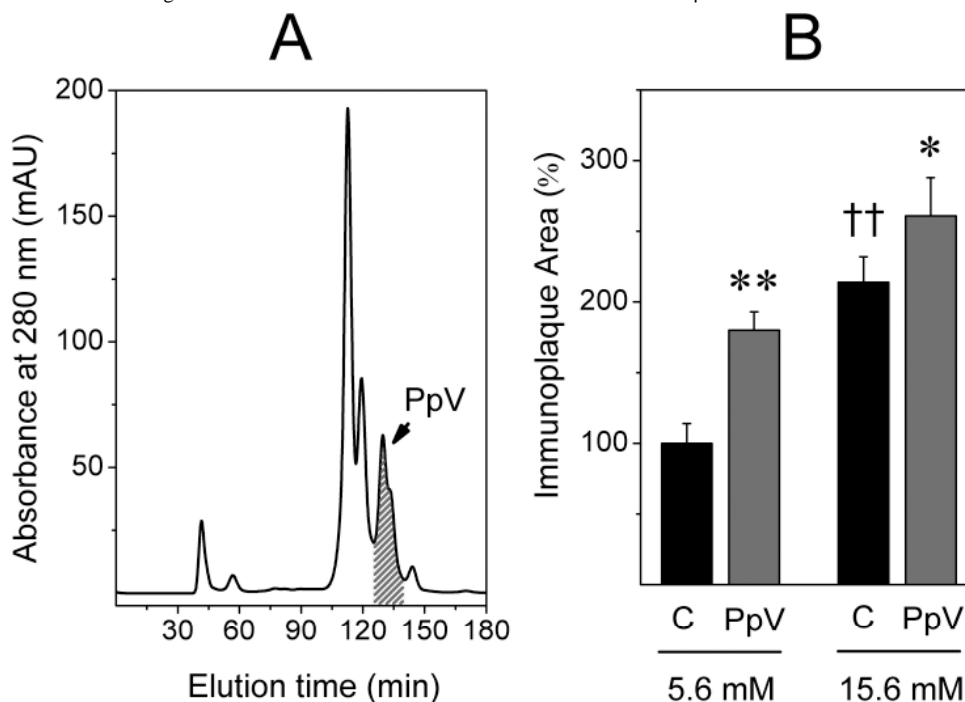 A
B
Absorbance at 280 nm (mAU)
200
150
100
50
PpV
30 60 90 120 150 180
Elution time (min)
Immunoplaque Area (%)
300
200
100
**
††
*
C PpV C PpV
5.6 mM 15.6 mM